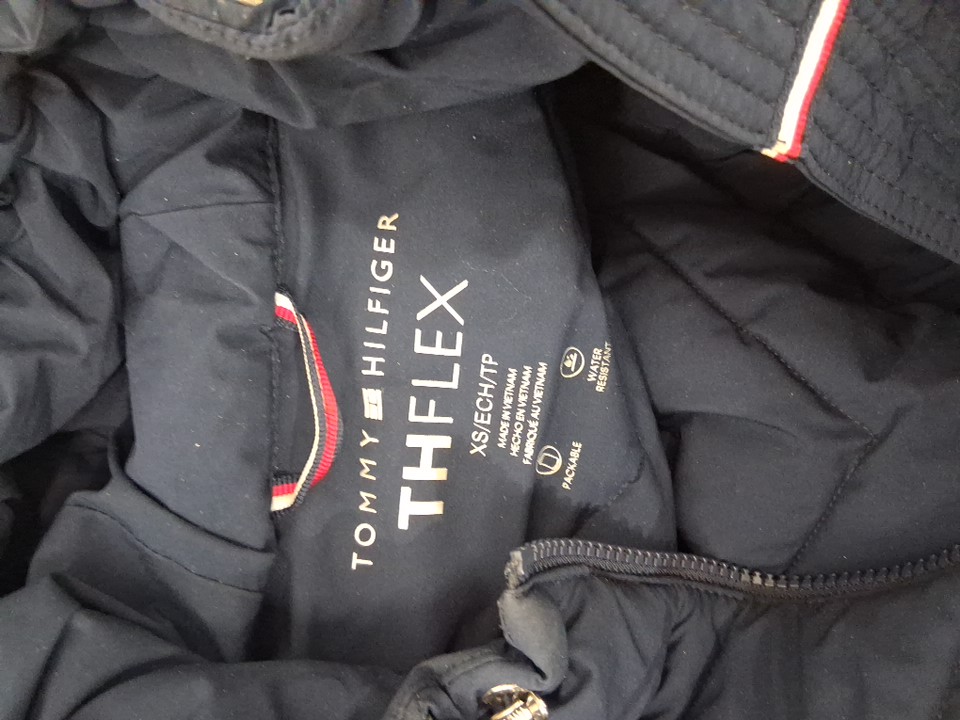 TOMMY HILFIGER
THFLEX
XS/ECH/TP
MADE IN VIETNAM
HECHO EN VIETNAM
FABRIQUÉ AU VIETNAM
PACKABLE
WATER
RESISTANT